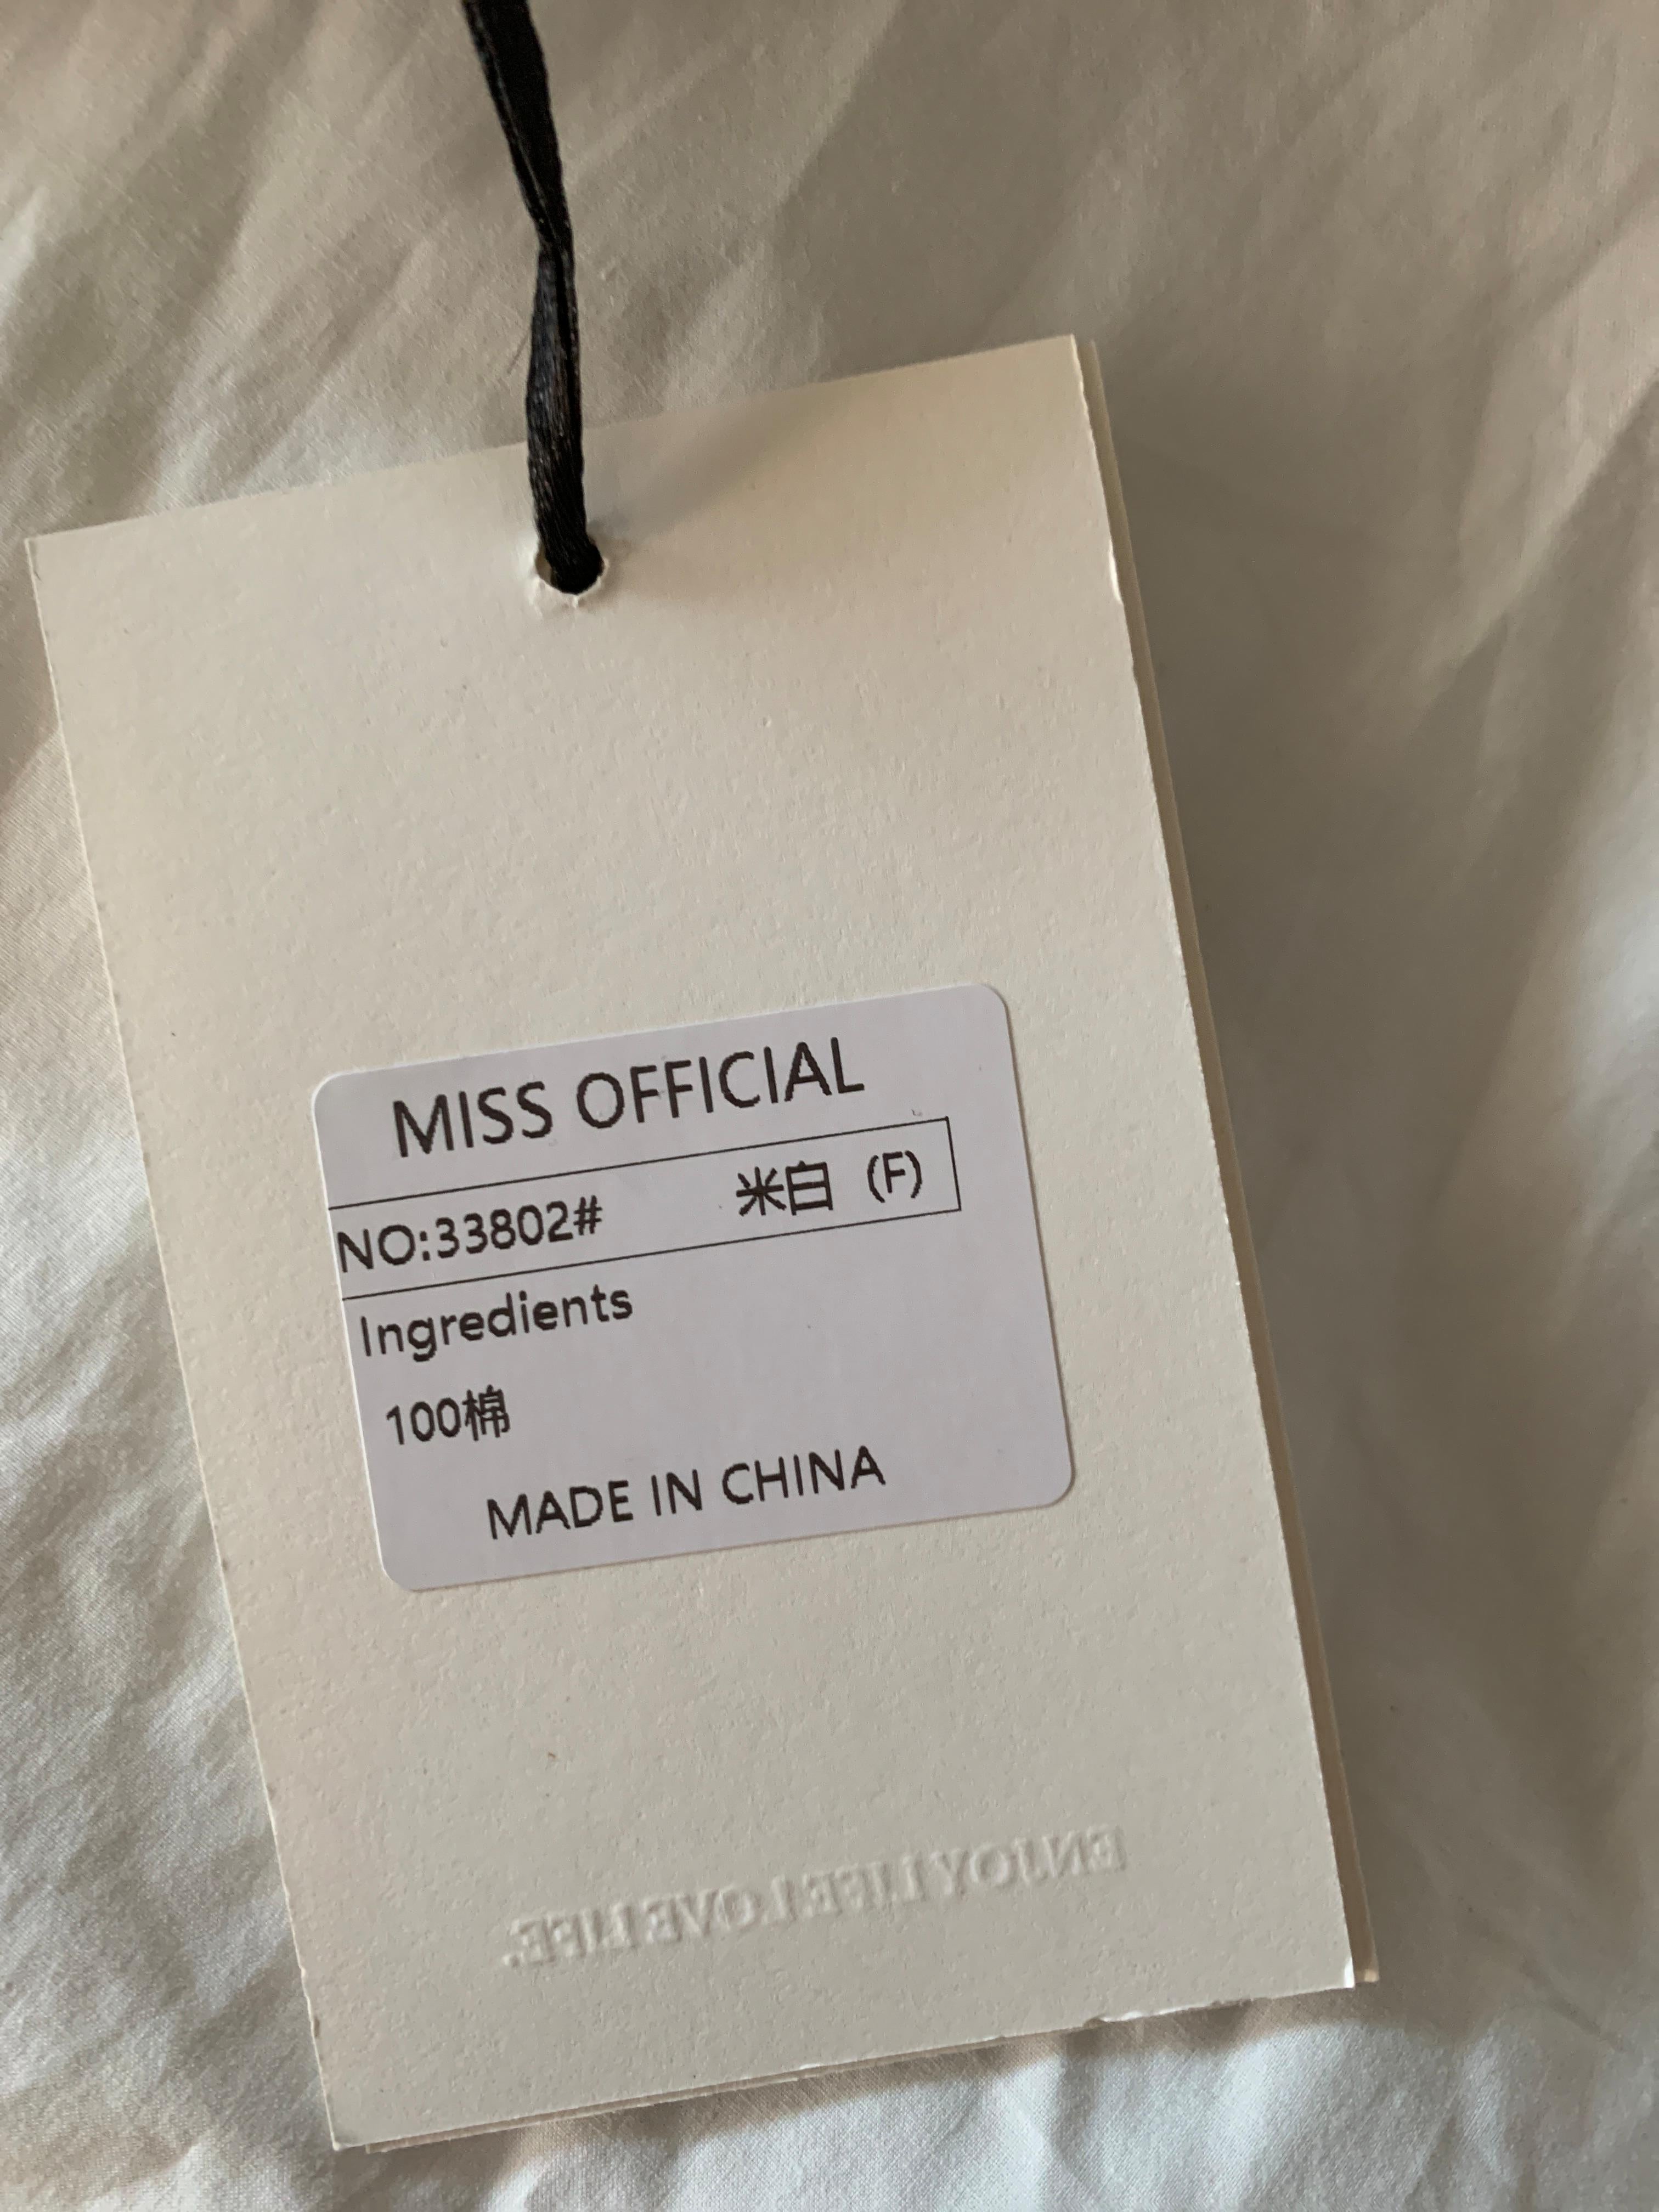 MISS OFFICIAL
NO:33802# 米白 (F)
Ingredients
100棉
MADE IN CHINA
ENJOY LIFE LOVE LIFE.